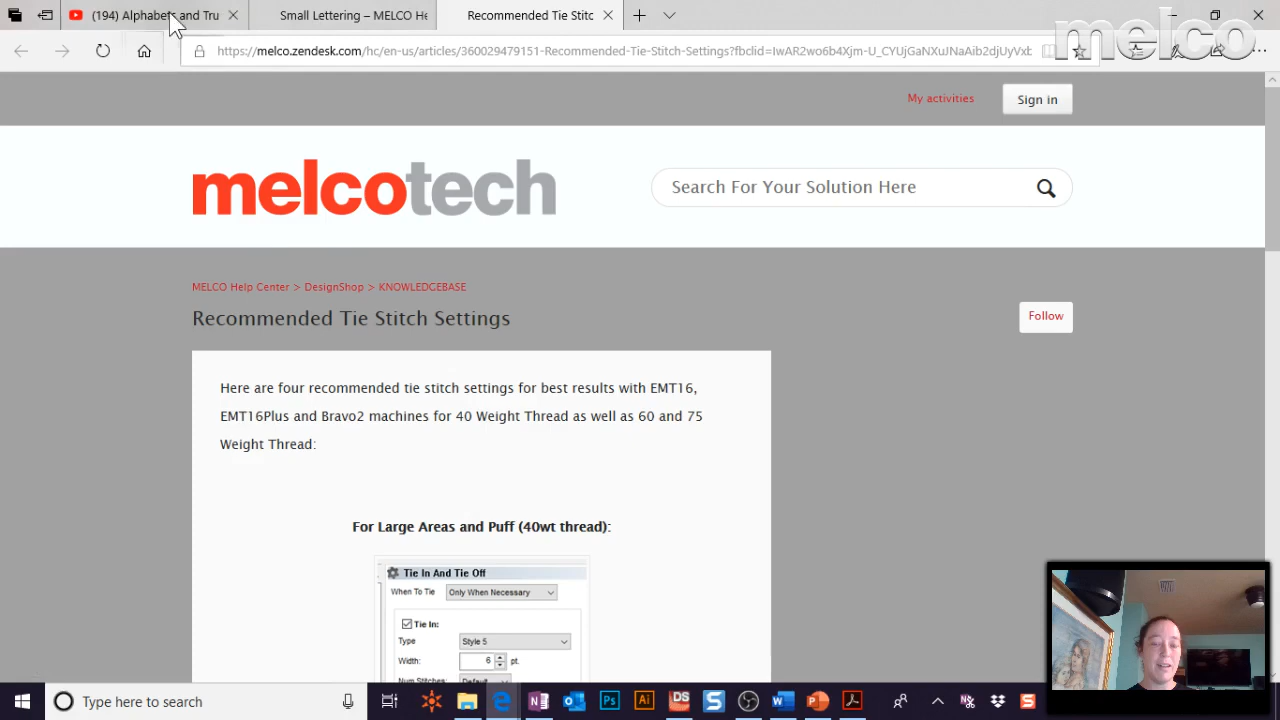 (194) Alphabets and Tru
Small Lettering – MELCO He
Recommended Tie Stitc
https://melco.zendesk.com/hc/en-us/articles/360029479151-Recommended-Tie-Stitch-Settings?fbclid=IwAR2wo6b4Xjm-U_CYUjGaNXuJNaAib2djUyVxb
melco
My activities
Sign in
melcotech
Search For Your Solution Here
MELCO Help Center > DesignShop > KNOWLEDGEBASE
Recommended Tie Stitch Settings
Follow
Here are four recommended tie stitch settings for best results with EMT16,
EMT16Plus and Bravo2 machines for 40 Weight Thread as well as 60 and 75
Weight Thread:
For Large Areas and Puff (40wt thread):
Tie In And Tie Off
When To Tie Only When Necessary
Tie In:
Type Style 5
Width: 6 pt.
Num Stitches: Default
Type here to search